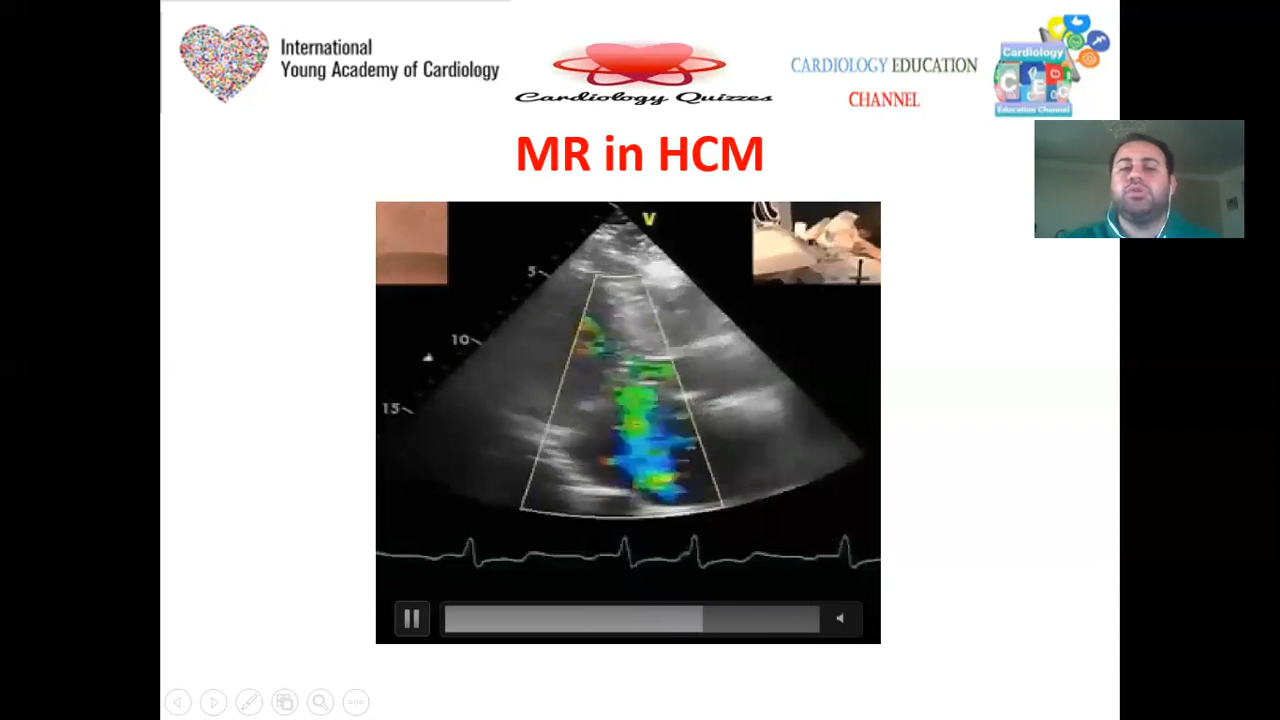 International
Young Academy of Cardiology
Cardiology Quizzes
CARDIOLOGY EDUCATION
CHANNEL
Cardiology
C E C
Education Channel
MR in HCM
V
5
10
15